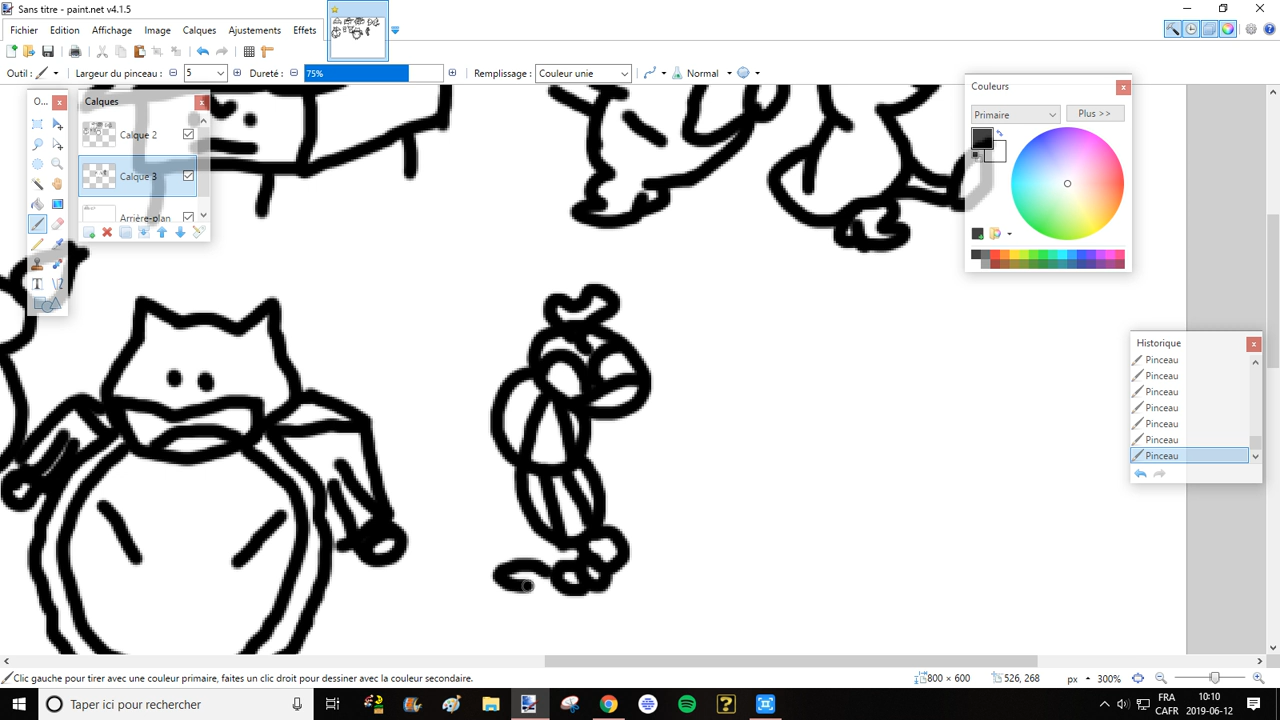 Sans titre - paint.net v4.1.5
Fichier Edition Affichage Image Calques Ajustements Effets
Outil : Largeur du pinceau : 5 Dureté : 75% Remplissage : Couleur unie Normal
O... Calques
Calque 2
Calque 3
Arrière-plan
Couleurs
Primaire Plus >>
Historique
Pinceau
Pinceau
Pinceau
Pinceau
Pinceau
Pinceau
Pinceau
Clic gauche pour tirer avec une couleur primaire, faites un clic droit pour dessiner avec la couleur secondaire. 800 × 600 526, 268 px 300%
Taper ici pour rechercher
FRA 10:10
CAFR 2019-06-12